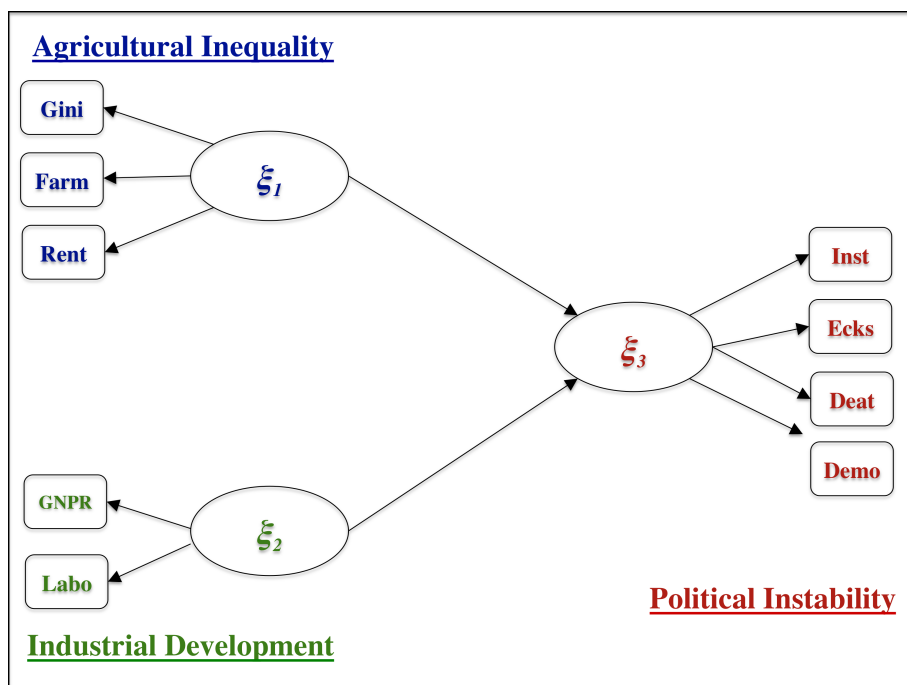 Agricultural Inequality
Gini
Farm
Rent
ξ1
Inst
Ecks
ξ3
Deat
Demo
GNPR
ξ2
Labo
Political Instability
Industrial Development